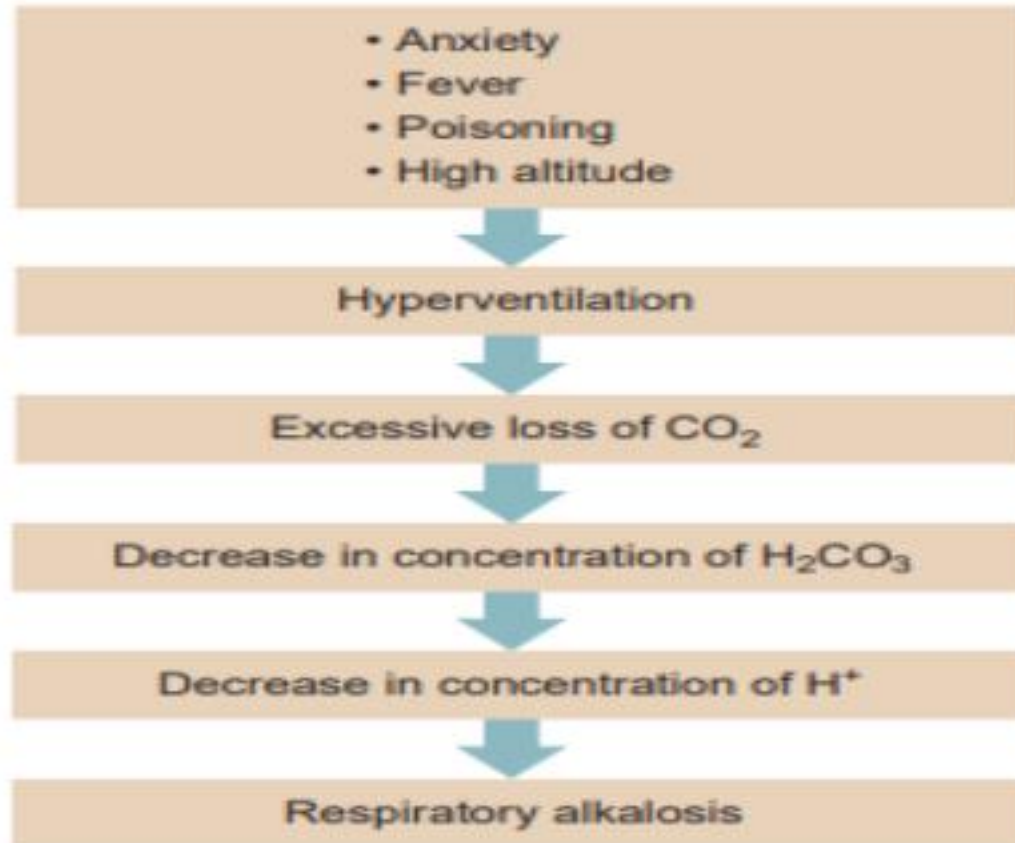 • Anxiety
• Fever
• Poisoning
• High altitude
Hyperventilation
Excessive loss of CO₂
Decrease in concentration of H₂CO₃
Decrease in concentration of H⁺
Respiratory alkalosis